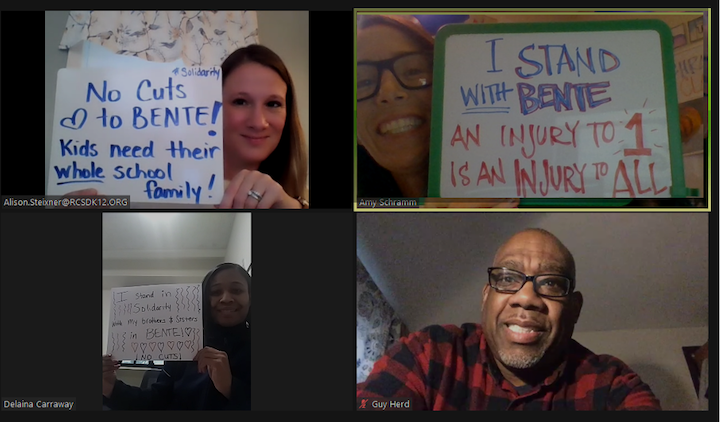 #Solidarity
No Cuts
to BENTE!
Kids need their
whole school
family!
Alison.Steixner@RCSDK12.ORG
I STAND
WITH BENTE
AN INJURY TO 1
IS AN INJURY TO ALL
Amy Schramm
I stand in
Solidarity
with my brothers & Sisters
in BENTE!
NO CUTS!
Delaina Carraway
Guy Herd